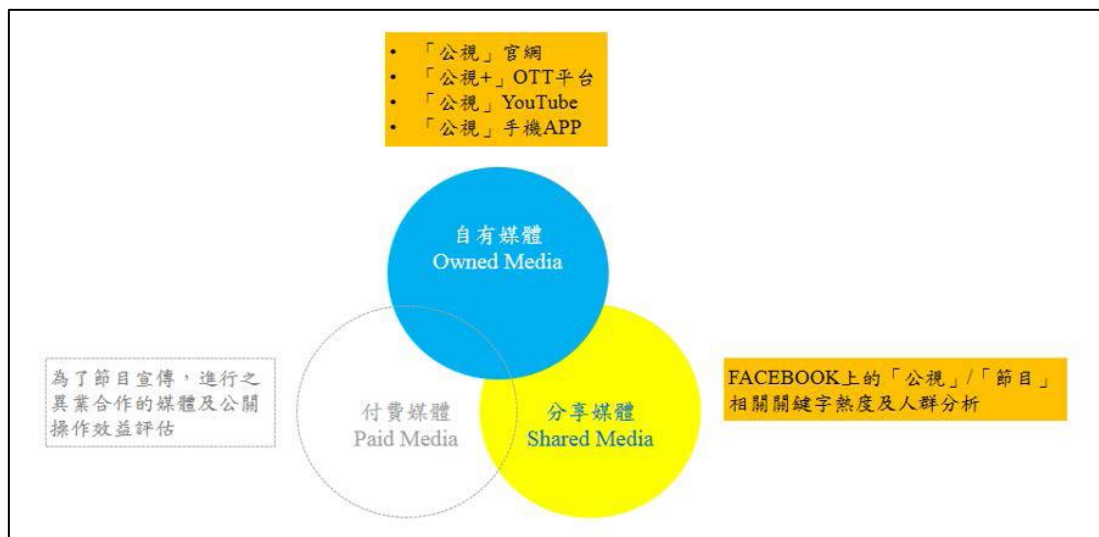 • 「公視」官網
• 「公視+」OTT平台
• 「公視」YouTube
• 「公視」手機APP
自有媒體
Owned Media
為了節目宣傳，進行之
異業合作的媒體及公關
操作效益評估
付費媒體
Paid Media
分享媒體
Shared Media
FACEBOOK上的「公視」/「節目」
相關關鍵字熱度及人群分析